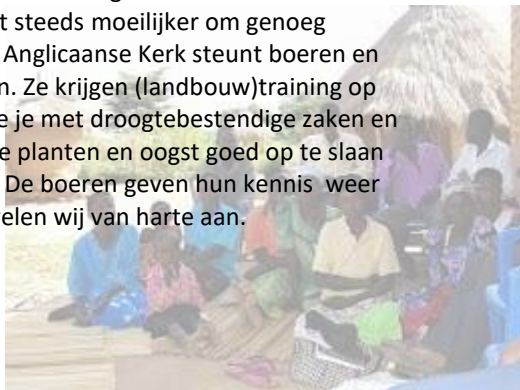 t steeds moeilijker om genoeg
Anglicaanse Kerk steunt boeren en
n. Ze krijgen (landbouw)training op
e je met droogtebestendige zaken en
e planten en oogst goed op te slaan
De boeren geven hun kennis weer
elen wij van harte aan.